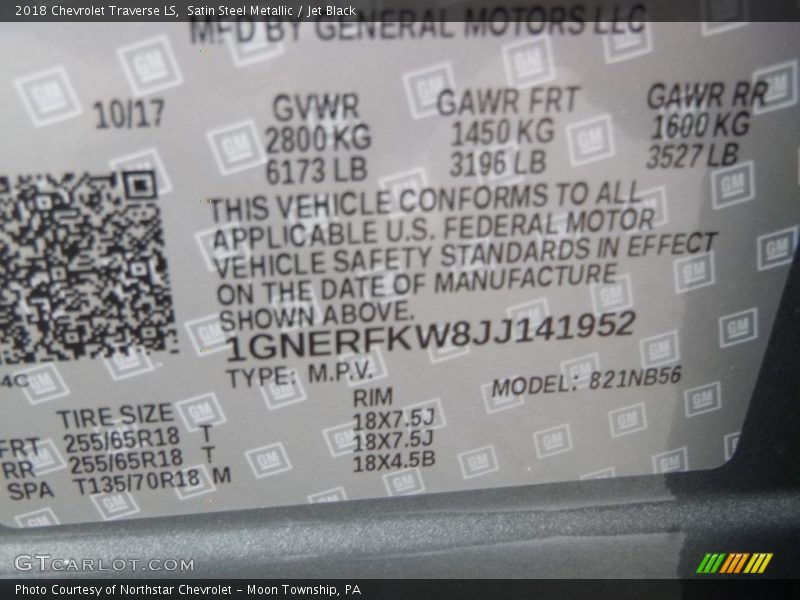 2018 Chevrolet Traverse LS, Satin Steel Metallic / Jet Black
MFD BY GENERAL MOTORS LLC
10/17 GVWR GAWR FRT GAWR RR
2800 KG 1450 KG 1600 KG
6173 LB 3196 LB 3527 LB
THIS VEHICLE CONFORMS TO ALL
APPLICABLE U.S. FEDERAL MOTOR
VEHICLE SAFETY STANDARDS IN EFFECT
ON THE DATE OF MANUFACTURE
SHOWN ABOVE.
1GNERFKW8JJ141952
4C TYPE: M.P.V. MODEL: 821NB56
TIRE SIZE RIM
FRT 255/65R18 T 18X7.5J
RR 255/65R18 T 18X7.5J
SPA T135/70R18 M 18X4.5B
GTCARLOT.COM
Photo Courtesy of Northstar Chevrolet - Moon Township, PA